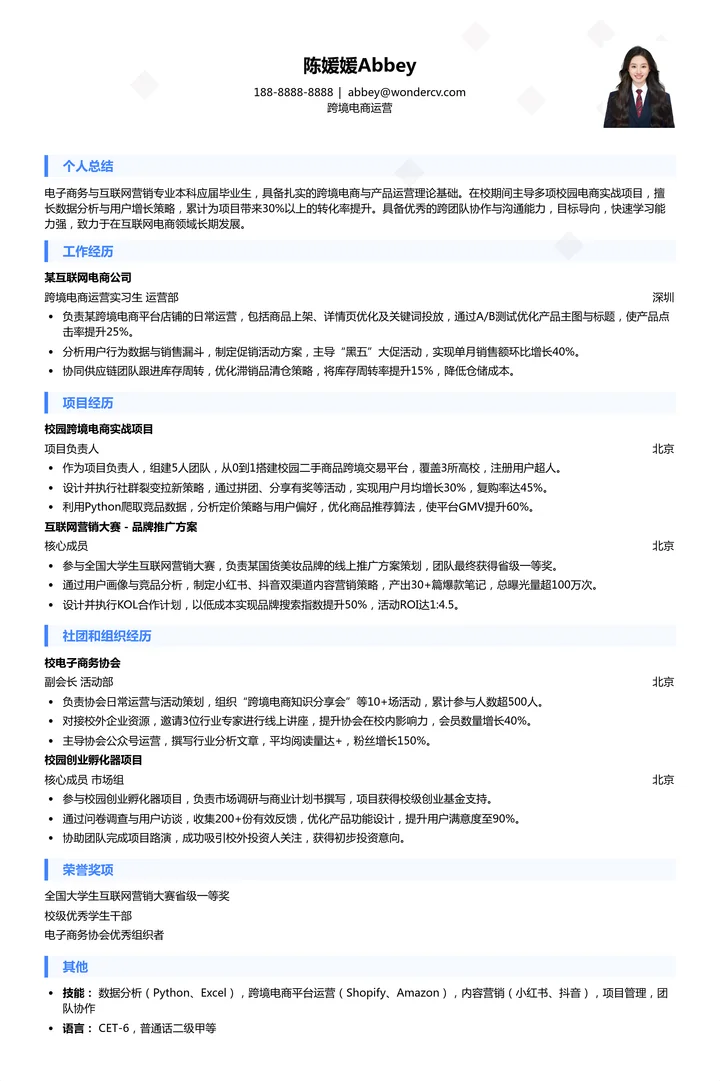 陈媛媛Abbey
188-8888-8888 | abbey@wondercv.com
跨境电商运营
个人总结
电子商务与互联网营销专业本科应届毕业生，具备扎实的跨境电商与产品运营理论基础。在校期间主导多项校园电商实战项目，擅
长数据分析与用户增长策略，累计为项目带来30%以上的转化率提升。具备优秀的跨团队协作与沟通能力，目标导向，快速学习能
力强，致力于在互联网电商领域长期发展。
工作经历
某互联网电商公司
跨境电商运营实习生 运营部 深圳
• 负责某跨境电商平台店铺的日常运营，包括商品上架、详情页优化及关键词投放，通过A/B测试优化产品主图与标题，使产品点
击率提升25%。
• 分析用户行为数据与销售漏斗，制定促销活动方案，主导“黑五”大促活动，实现单月销售额环比增长40%。
• 协同供应链团队跟进库存周转，优化滞销品清仓策略，将库存周转率提升15%，降低仓储成本。
项目经历
校园跨境电商实战项目
项目负责人 北京
• 作为项目负责人，组建5人团队，从0到1搭建校园二手商品跨境交易平台，覆盖3所高校，注册用户超人。
• 设计并执行社群裂变拉新策略，通过拼团、分享有奖等活动，实现用户月均增长30%，复购率达45%。
• 利用Python爬取竞品数据，分析定价策略与用户偏好，优化商品推荐算法，使平台GMV提升60%。
互联网营销大赛 - 品牌推广方案
核心成员 北京
• 参与全国大学生互联网营销大赛，负责某国货美妆品牌的线上推广方案策划，团队最终获得省级一等奖。
• 通过用户画像与竞品分析，制定小红书、抖音双渠道内容营销策略，产出30+篇爆款笔记，总曝光量超100万次。
• 设计并执行KOL合作计划，以低成本实现品牌搜索指数提升50%，活动ROI达1:4.5。
社团和组织经历
校电子商务协会
副会长 活动部 北京
• 负责协会日常运营与活动策划，组织“跨境电商知识分享会”等10+场活动，累计参与人数超500人。
• 对接校外企业资源，邀请3位行业专家进行线上讲座，提升协会在校内影响力，会员数量增长40%。
• 主导协会公众号运营，撰写行业分析文章，平均阅读量达+，粉丝增长150%。
校园创业孵化器项目
核心成员 市场组 北京
• 参与校园创业孵化器项目，负责市场调研与商业计划书撰写，项目获得校级创业基金支持。
• 通过问卷调查与用户访谈，收集200+份有效反馈，优化产品功能设计，提升用户满意度至90%。
• 协助团队完成项目路演，成功吸引校外投资人关注，获得初步投资意向。
荣誉奖项
全国大学生互联网营销大赛省级一等奖
校级优秀学生干部
电子商务协会优秀组织者
其他
• 技能： 数据分析（Python、Excel），跨境电商平台运营（Shopify、Amazon），内容营销（小红书、抖音），项目管理，团
队协作
• 语言： CET-6，普通话二级甲等